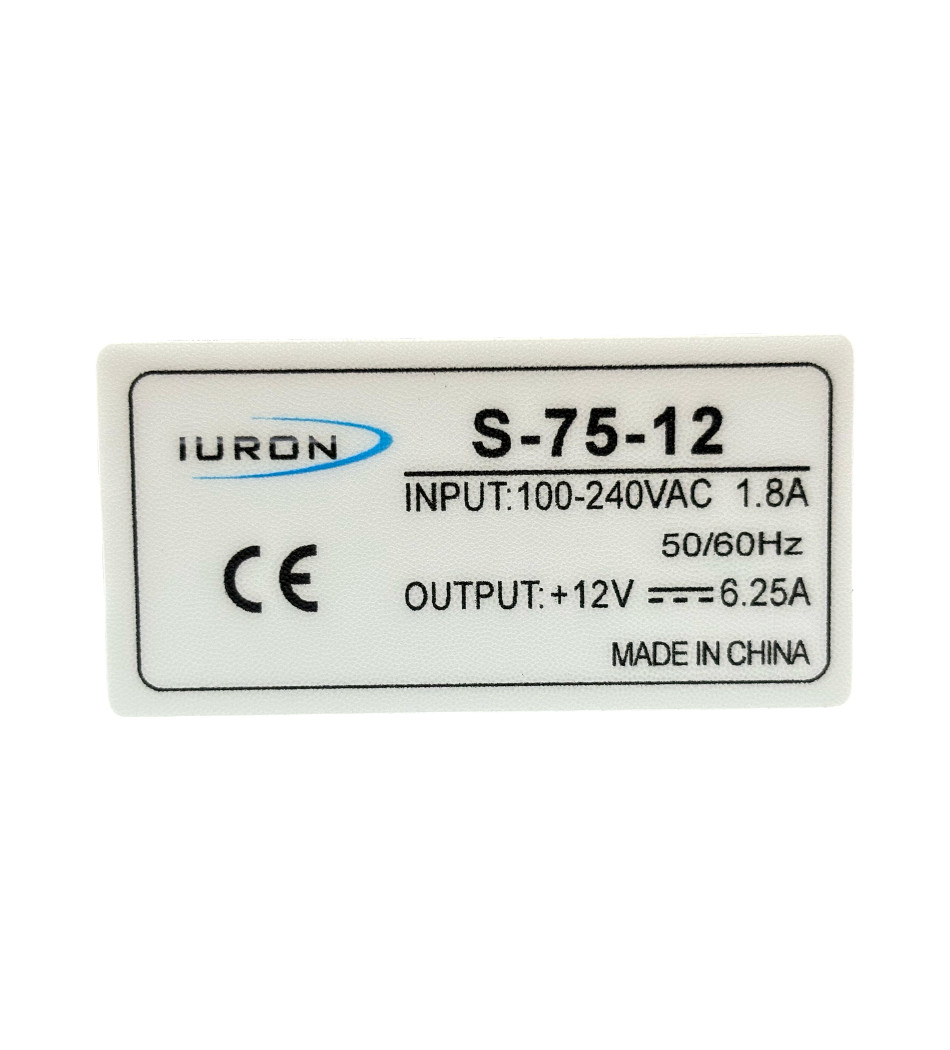 IURON
S-75-12
INPUT:100-240VAC 1.8A
50/60Hz
CE
OUTPUT:+12V ⎓ 6.25A
MADE IN CHINA